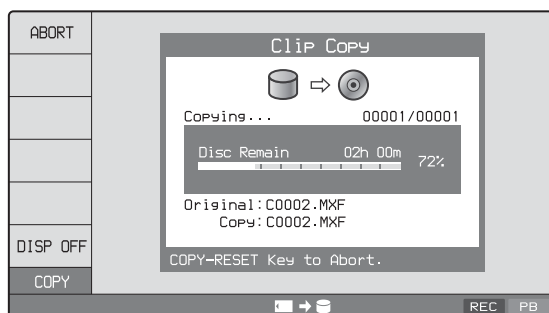 ABORT
Clip Copy
Copying... 00001/00001
Disc Remain 02h 00m
72%
Original:C0002.MXF
Copy:C0002.MXF
DISP OFF
COPY-RESET Key to Abort.
COPY
REC PB